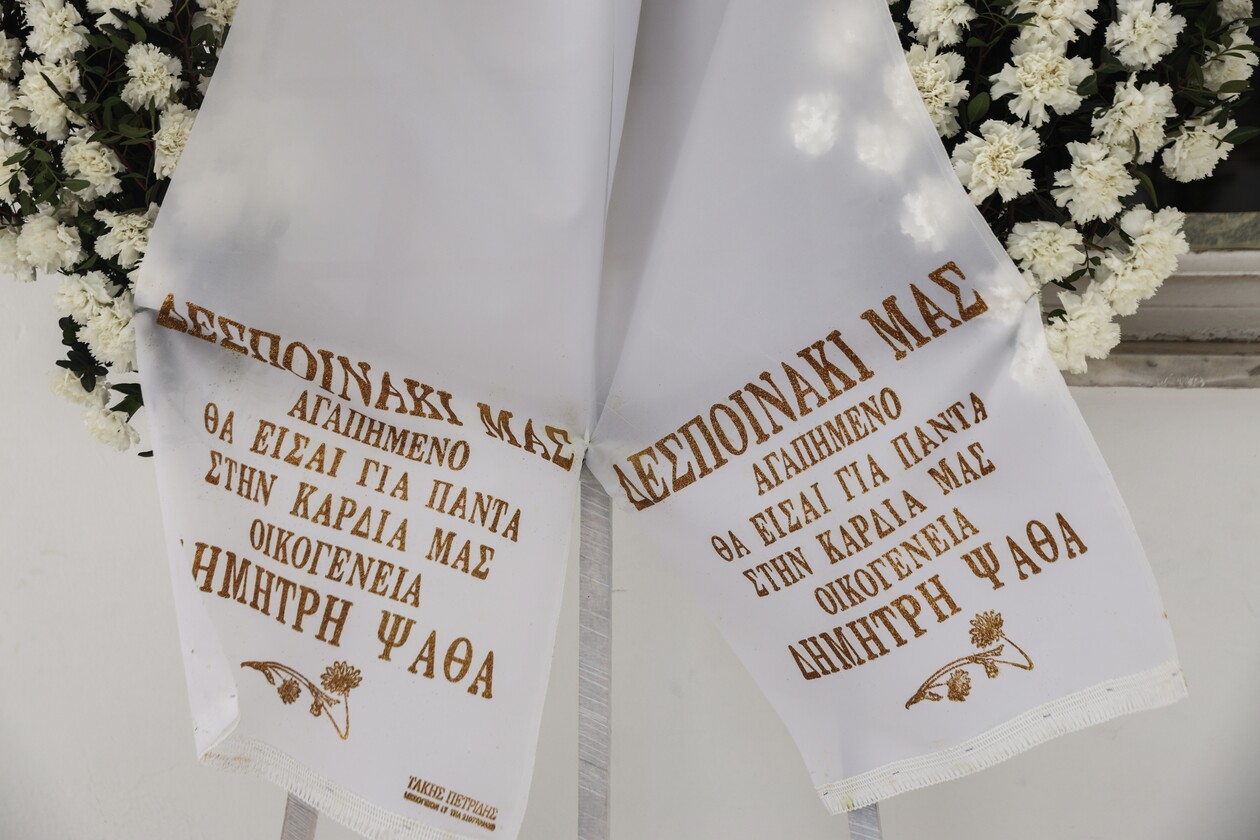 ΔΕΣΠΟΙΝΑΚΙ ΜΑΣ
ΑΓΑΠΗΜΕΝΟ
ΘΑ ΕΙΣΑΙ ΓΙΑ ΠΑΝΤΑ
ΣΤΗΝ ΚΑΡΔΙΑ ΜΑΣ
ΟΙΚΟΓΕΝΕΙΑ
ΔΗΜΗΤΡΗ ΨΑΘΑ
ΤΑΚΗΣ ΠΕΤΡΙΔΗΣ
ΔΕΣΠΟΙΝΑΚΙ ΜΑΣ
ΑΓΑΠΗΜΕΝΟ
ΘΑ ΕΙΣΑΙ ΓΙΑ ΠΑΝΤΑ
ΣΤΗΝ ΚΑΡΔΙΑ ΜΑΣ
ΟΙΚΟΓΕΝΕΙΑ
ΔΗΜΗΤΡΗ ΨΑΘΑ